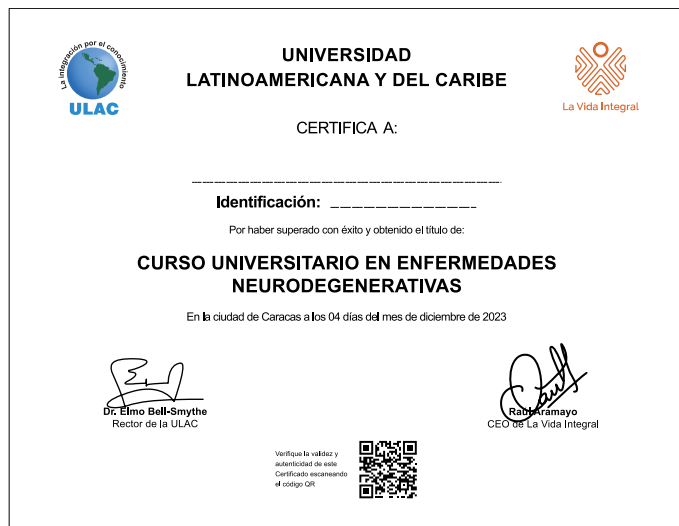 La integración por el conocimiento
ULAC
UNIVERSIDAD
LATINOAMERICANA Y DEL CARIBE
La Vida Integral
CERTIFICA A:
Identificación:
Por haber superado con éxito y obtenido el título de:
CURSO UNIVERSITARIO EN ENFERMEDADES
NEURODEGENERATIVAS
En la ciudad de Caracas a los 04 días del mes de diciembre de 2023
Dr. Elmo Bell-Smythe
Rector de la ULAC
Raúl Aramayo
CEO de La Vida Integral
Verifique la validez y
autenticidad de este
Certificado escaneando
el código QR